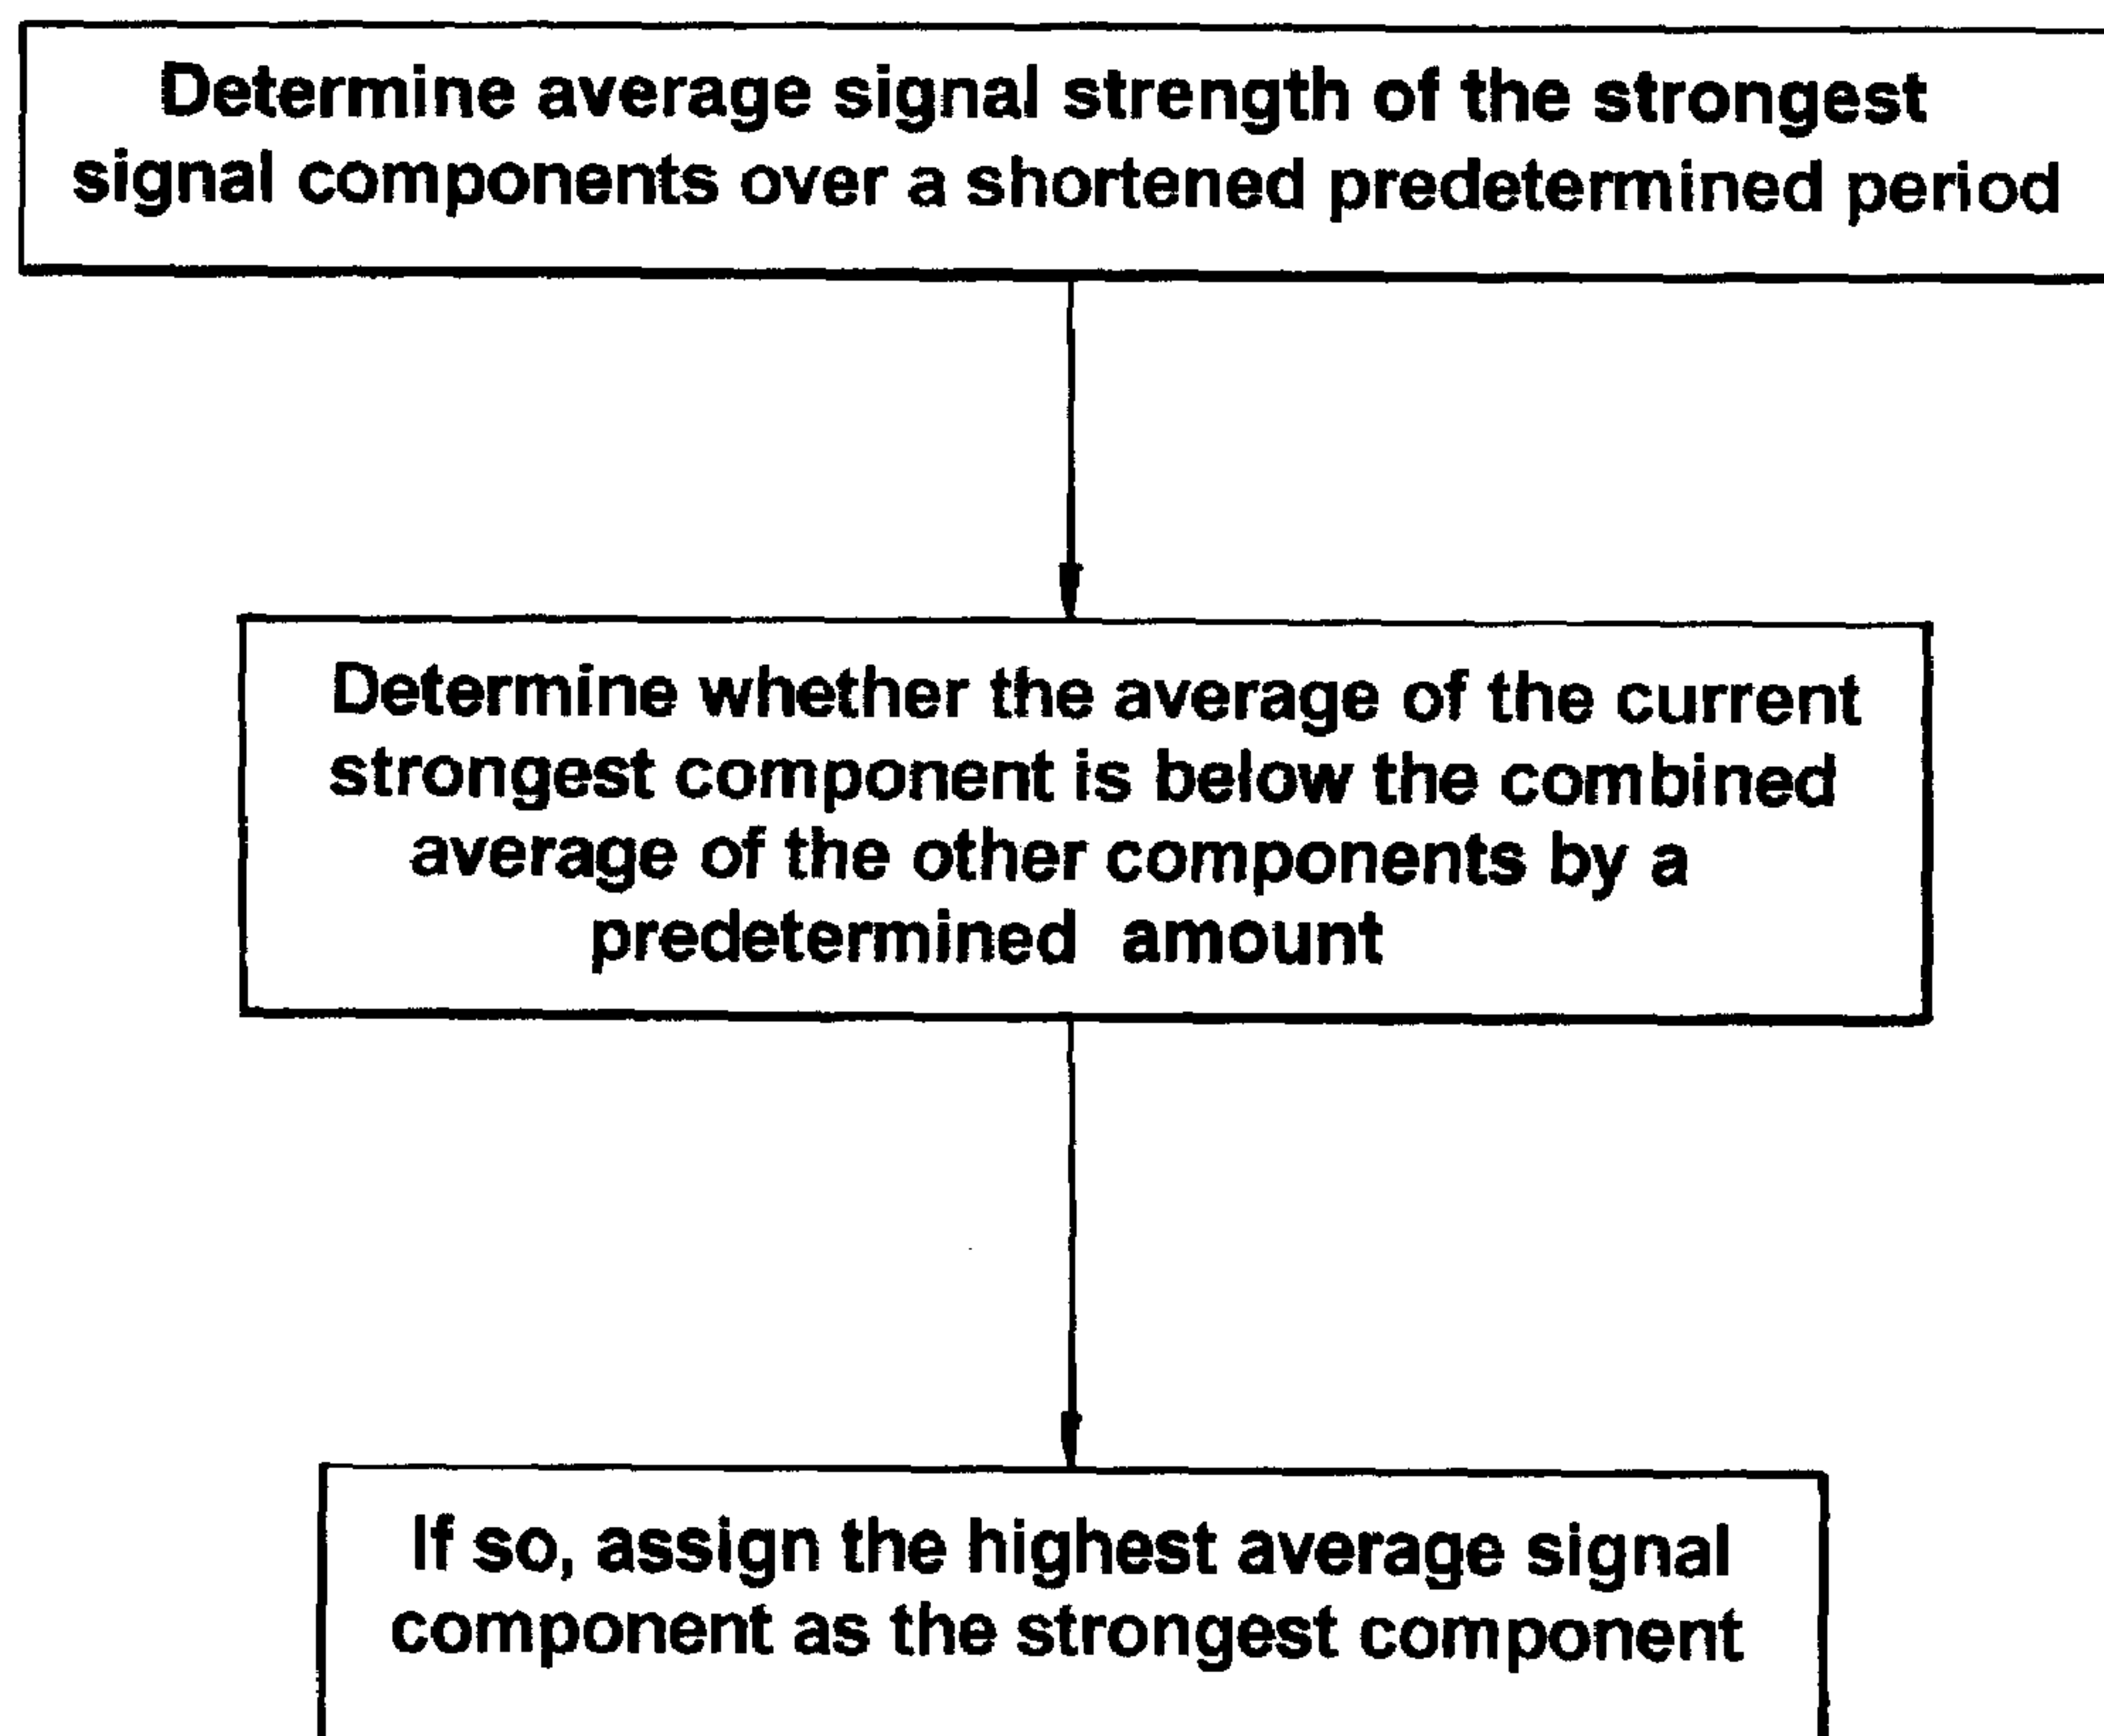 Determine average signal strength of the strongest
signal components over a shortened predetermined period
Determine whether the average of the current
strongest component is below the combined
average of the other components by a
predetermined amount
If so, assign the highest average signal
component as the strongest component